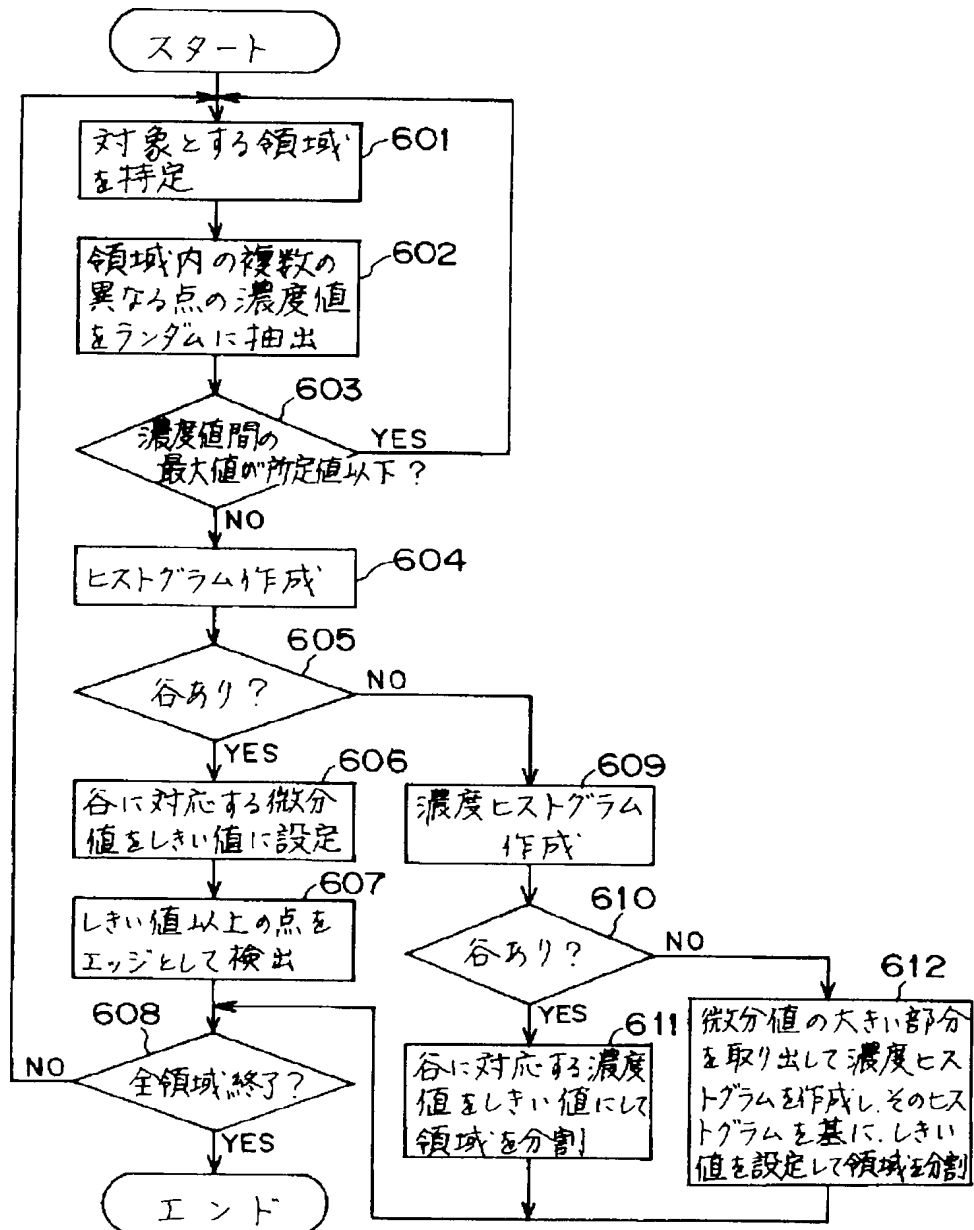 スタート
対象とする領域
を特定
601
領域内の複数の
異なる点の濃度値
をランダムに抽出
602
603
濃度値間の
最大値が所定値以下?
YES
NO
ヒストグラム作成
604
605
谷あり?
NO
YES
606
谷に対応する微分
値をしきい値に設定
607
しきい値以上の点を
エッジとして検出
608
NO
全領域終了?
YES
エンド
609
濃度ヒストグラム
作成
610
谷あり?
NO
YES
611
谷に対応する濃度
値をしきい値にして
領域を分割
612
微分値の大きい部分
を取り出して濃度ヒス
トグラムを作成し、そのヒス
トグラムを基に、しきい
値を設定して領域を分割